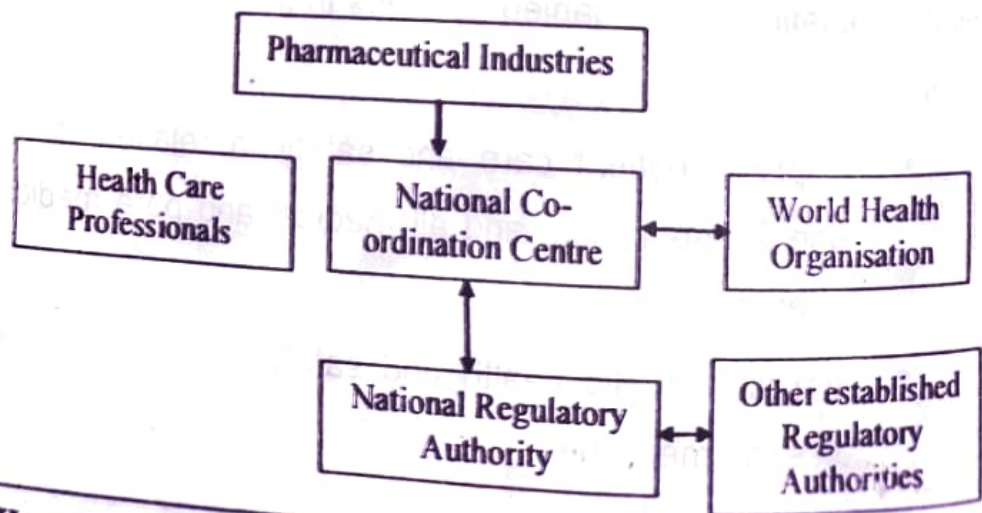 Pharmaceutical Industries
Health Care
Professionals
National Co-
ordination Centre
World Health
Organisation
National Regulatory
Authority
Other established
Regulatory
Authorities